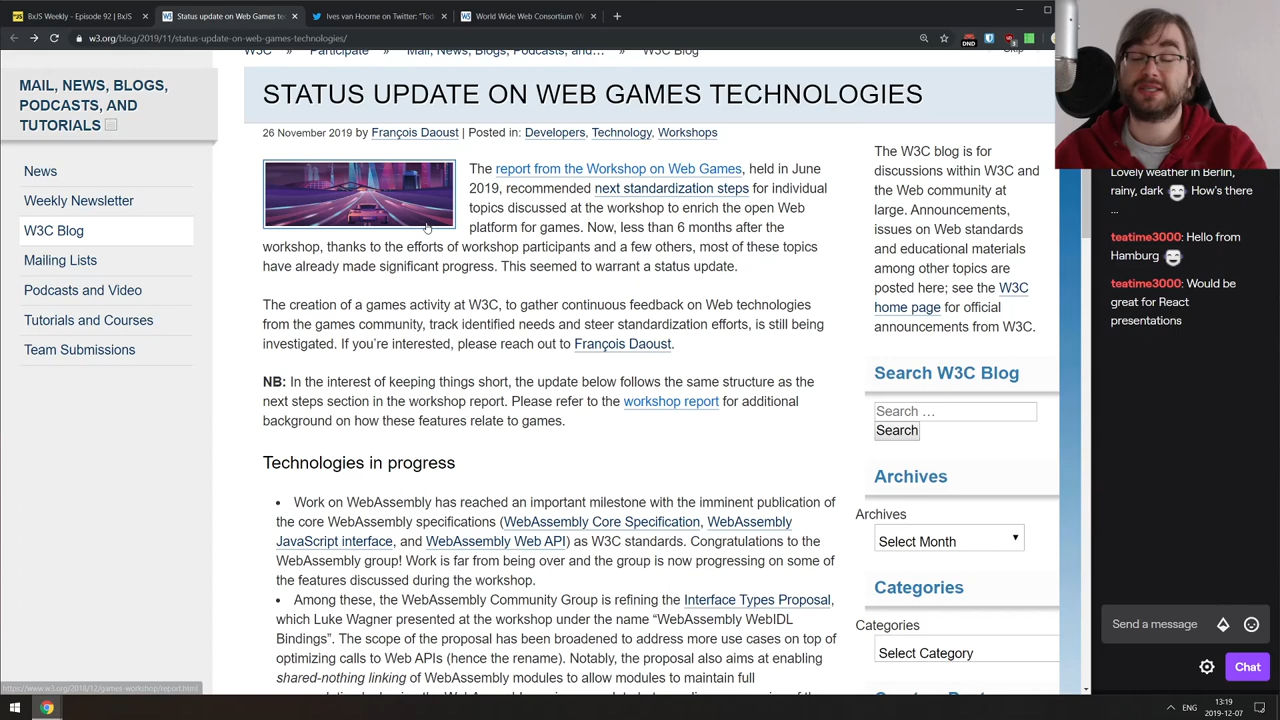 BxJS Weekly - Episode 92 | BxJS
Status update on Web Games te
Ives van Hoorne on Twitter: "Tod
World Wide Web Consortium (W
w3.org/blog/2019/11/status-update-on-web-games-technologies/
DND
W3C » Participate » Mail, News, Blogs, Podcasts, and… » W3C Blog
Skip
MAIL, NEWS, BLOGS,
PODCASTS, AND
TUTORIALS
News
Weekly Newsletter
W3C Blog
Mailing Lists
Podcasts and Video
Tutorials and Courses
Team Submissions
STATUS UPDATE ON WEB GAMES TECHNOLOGIES
26 November 2019 by François Daoust | Posted in: Developers, Technology, Workshops
The report from the Workshop on Web Games, held in June
2019, recommended next standardization steps for individual
topics discussed at the workshop to enrich the open Web
platform for games. Now, less than 6 months after the
workshop, thanks to the efforts of workshop participants and a few others, most of these topics
have already made significant progress. This seemed to warrant a status update.
The creation of a games activity at W3C, to gather continuous feedback on Web technologies
from the games community, track identified needs and steer standardization efforts, is still being
investigated. If you're interested, please reach out to François Daoust.
NB: In the interest of keeping things short, the update below follows the same structure as the
next steps section in the workshop report. Please refer to the workshop report for additional
background on how these features relate to games.
Technologies in progress
• Work on WebAssembly has reached an important milestone with the imminent publication of
the core WebAssembly specifications (WebAssembly Core Specification, WebAssembly
JavaScript interface, and WebAssembly Web API) as W3C standards. Congratulations to the
WebAssembly group! Work is far from being over and the group is now progressing on some of
the features discussed during the workshop.
• Among these, the WebAssembly Community Group is refining the Interface Types Proposal,
which Luke Wagner presented at the workshop under the name “WebAssembly WebIDL
Bindings”. The scope of the proposal has been broadened to address more use cases on top of
optimizing calls to Web APIs (hence the rename). Notably, the proposal also aims at enabling
shared-nothing linking of WebAssembly modules to allow modules to maintain full
The W3C blog is for
discussions within W3C and
the Web community at
large. Announcements,
issues on Web standards
and educational materials
among other topics are
posted here; see the W3C
home page for official
announcements from W3C.
Search W3C Blog
Search …
Search
Archives
Archives
Select Month
Categories
Categories
Select Category
https://www.w3.org/2018/12/games-workshop/report.html
Lovely weather in Berlin,
rainy, dark How's there
...
teatime3000: Hello from
Hamburg
teatime3000: Would be
great for React
presentations
Send a message
Chat
ENG
13:19
2019-12-07